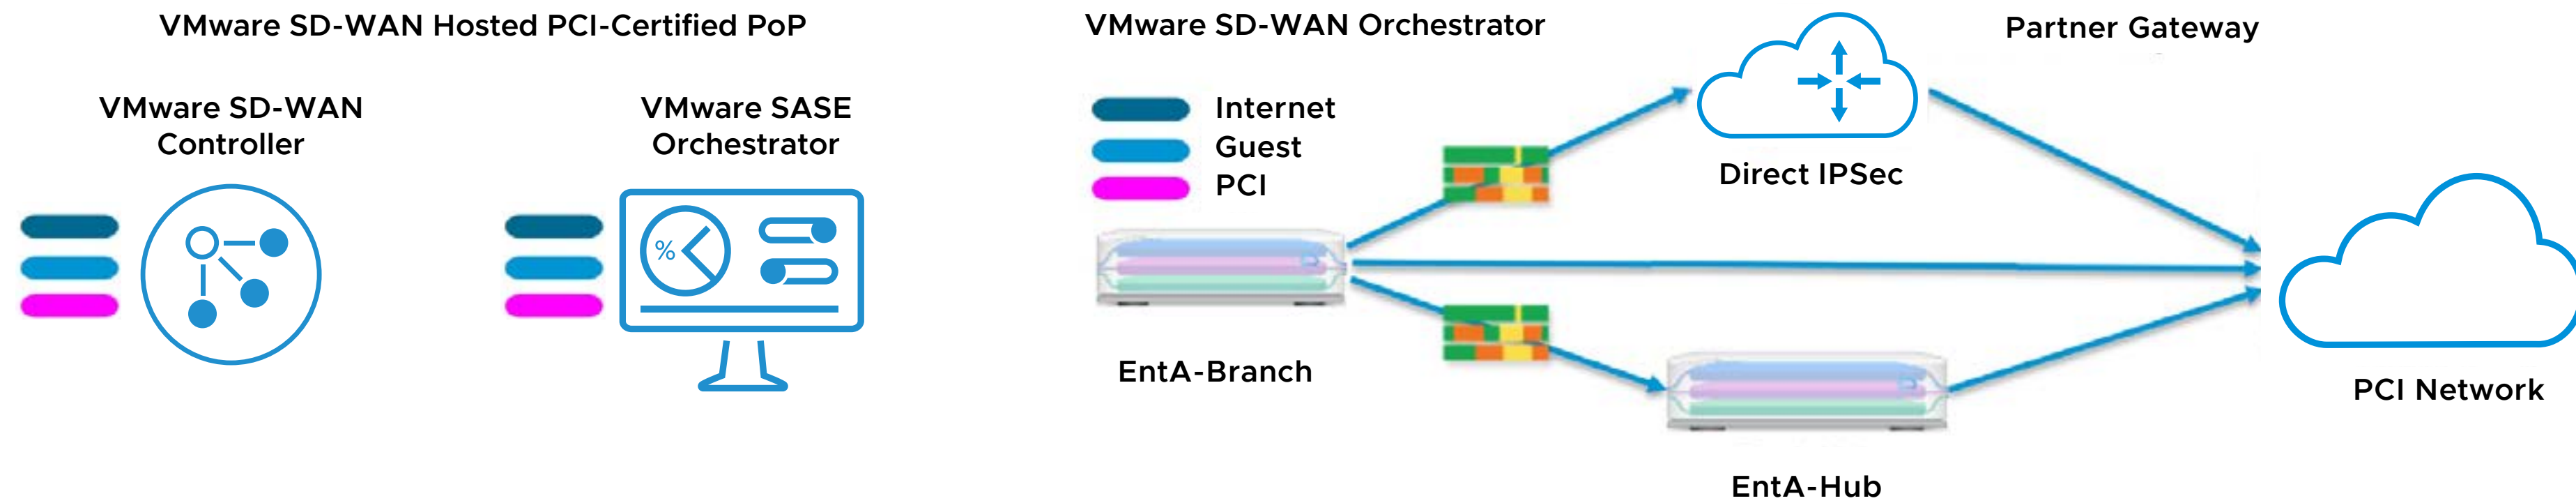 VMware SD-WAN Hosted PCI-Certified PoP
VMware SD-WAN
Controller
VMware SASE
Orchestrator
%
VMware SD-WAN Orchestrator
Internet
Guest
PCI
Partner Gateway
Direct IPSec
EntA-Branch
EntA-Hub
PCI Network